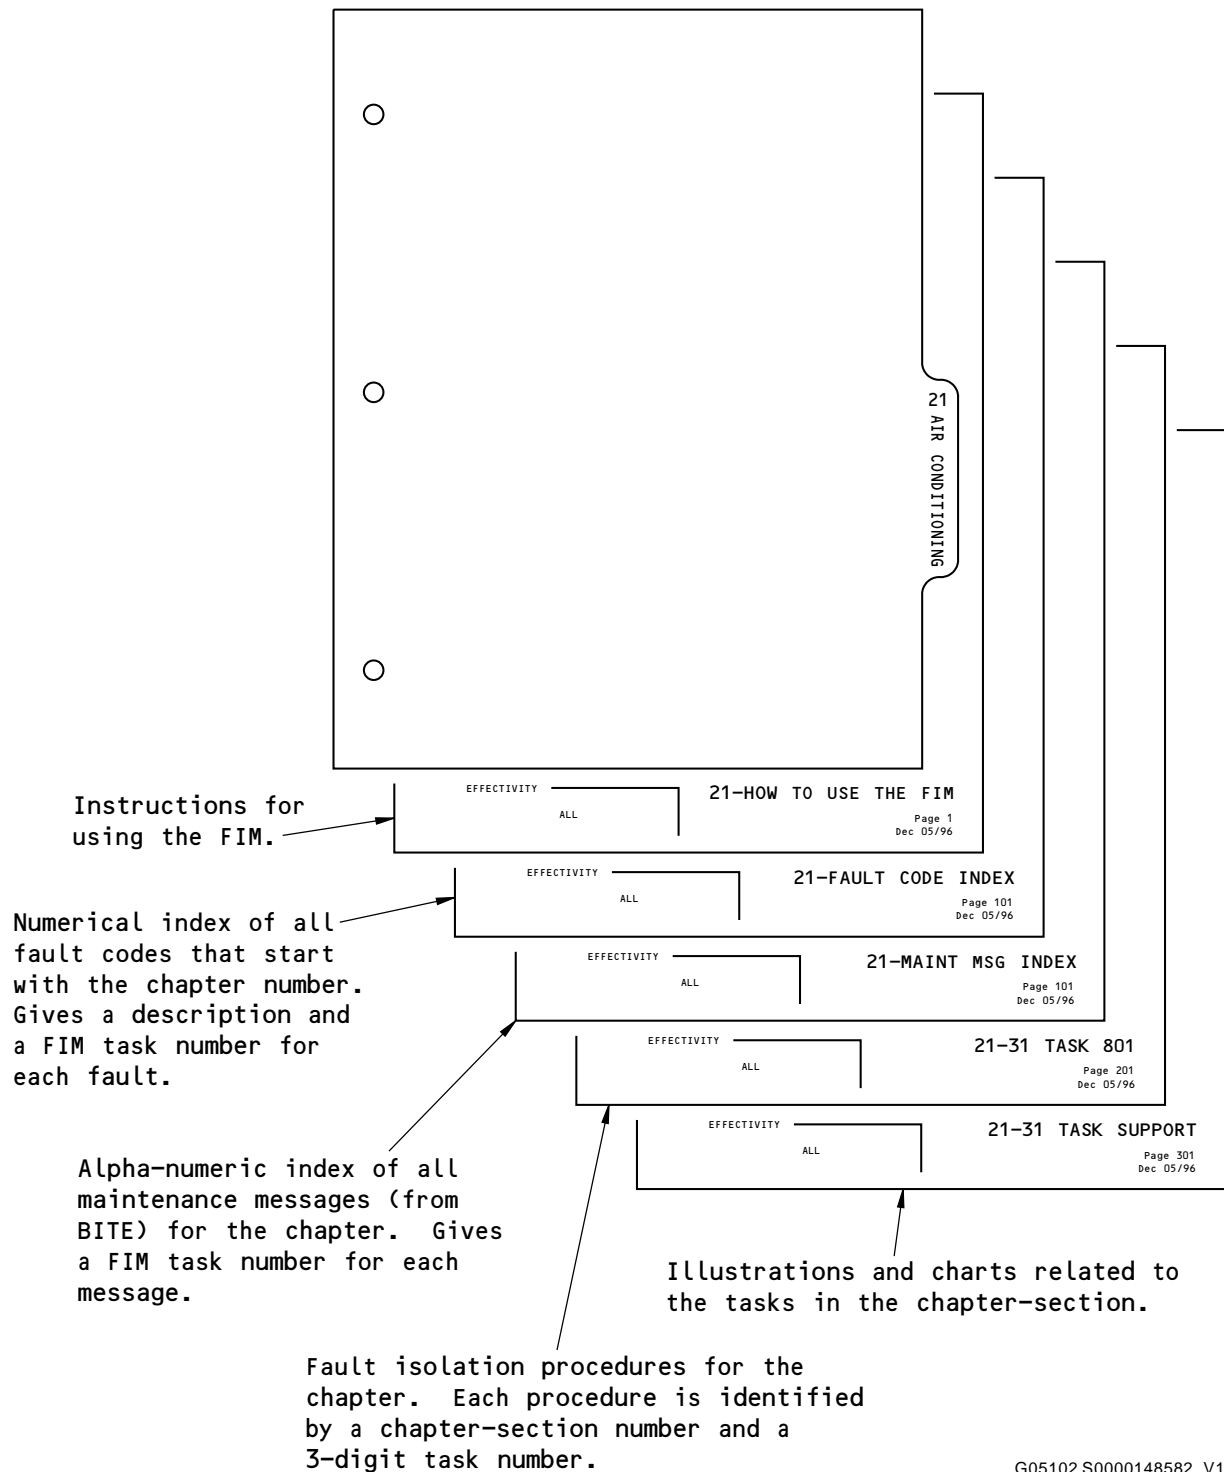 21
AIR CONDITIONING
Instructions for
using the FIM.
EFFECTIVITY
ALL
21-HOW TO USE THE FIM
Page 1
Dec 05/96
Numerical index of all
fault codes that start
with the chapter number.
Gives a description and
a FIM task number for
each fault.
EFFECTIVITY
ALL
21-FAULT CODE INDEX
Page 101
Dec 05/96
EFFECTIVITY
ALL
21-MAINT MSG INDEX
Page 101
Dec 05/96
Alpha-numeric index of all
maintenance messages (from
BITE) for the chapter.  Gives
a FIM task number for each
message.
EFFECTIVITY
ALL
21-31 TASK 801
Page 201
Dec 05/96
EFFECTIVITY
ALL
21-31 TASK SUPPORT
Page 301
Dec 05/96
Illustrations and charts related to
the tasks in the chapter-section.
Fault isolation procedures for the
chapter.  Each procedure is identified
by a chapter-section number and a
3-digit task number.
G05102 S0000148582_V1